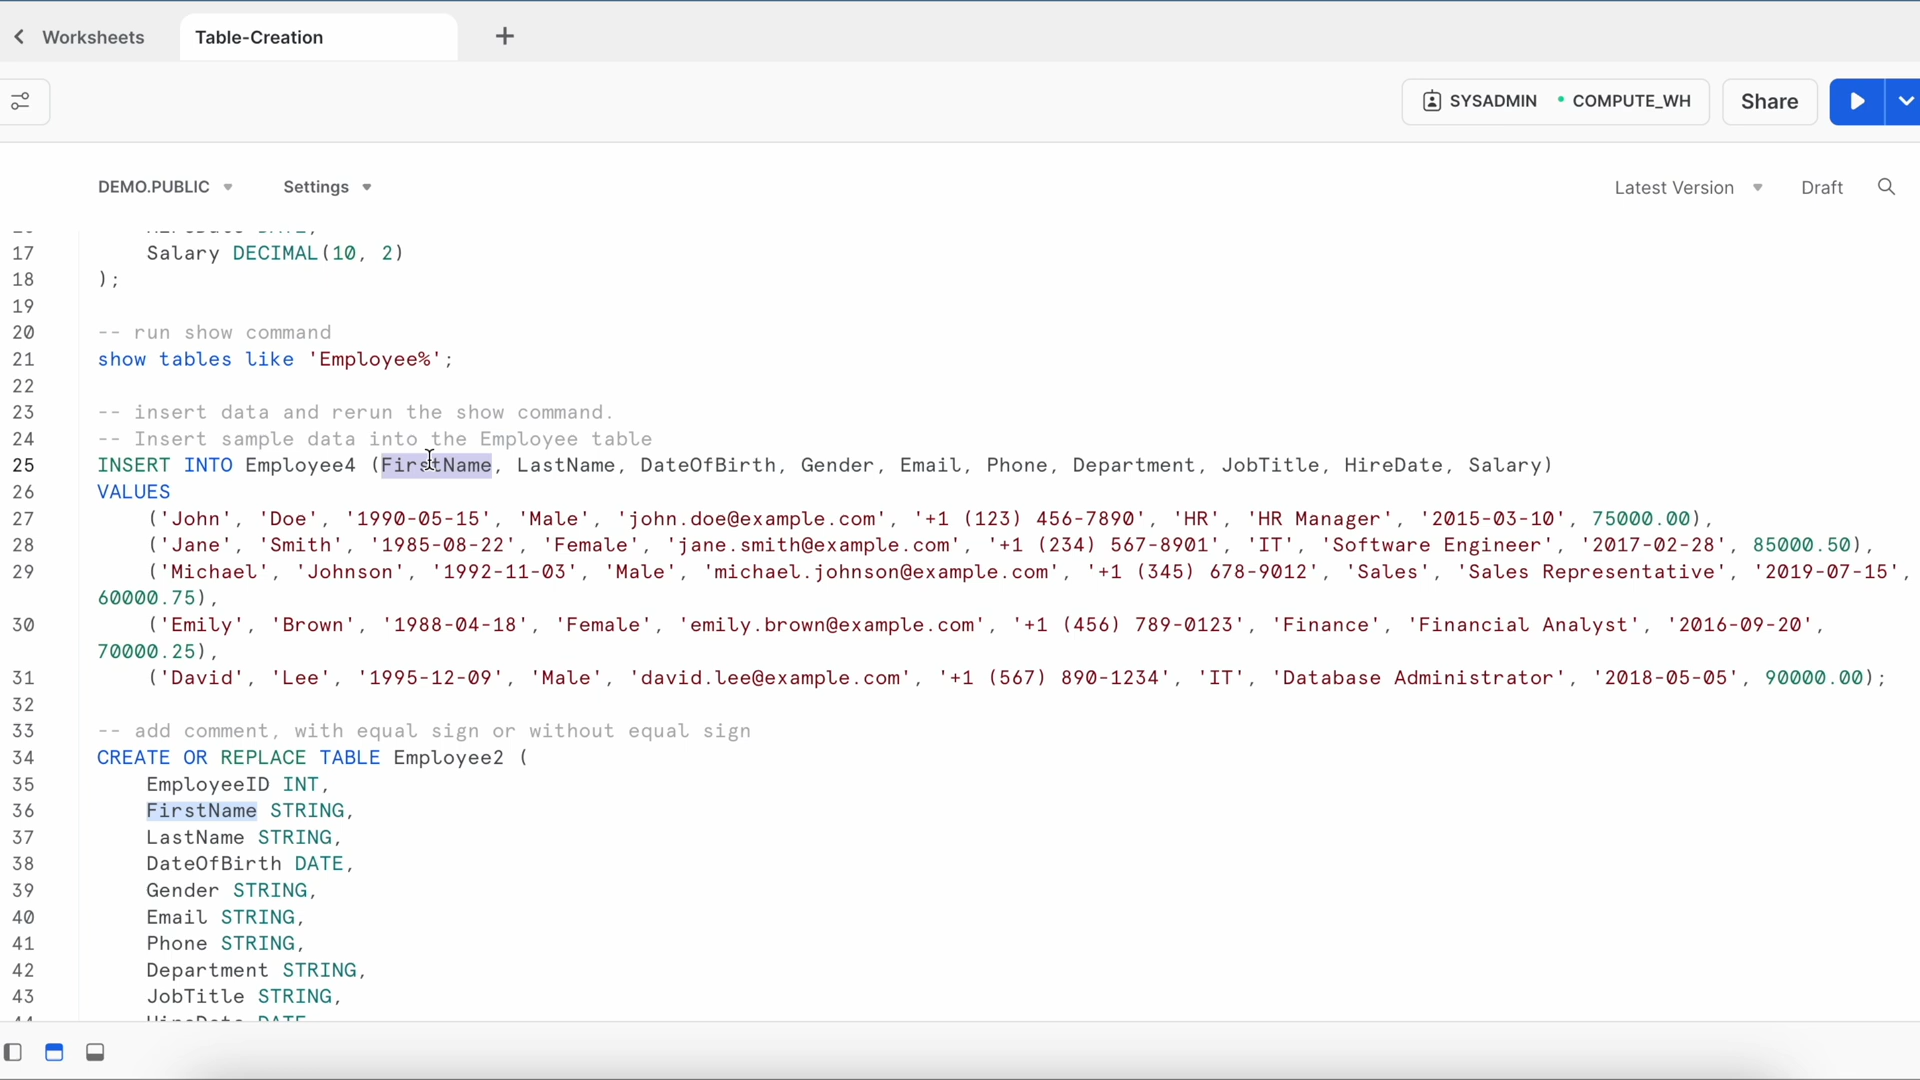 Worksheets
Table-Creation
SYSADMIN
COMPUTE_WH
Share
DEMO.PUBLIC
Settings
Latest Version
Draft
17 Salary DECIMAL(10, 2)
18 );
19
20 -- run show command
21 show tables like 'Employee%';
22
23 -- insert data and rerun the show command.
24 -- Insert sample data into the Employee table
25 INSERT INTO Employee4 (FirstName, LastName, DateOfBirth, Gender, Email, Phone, Department, JobTitle, HireDate, Salary)
26 VALUES
27 ('John', 'Doe', '1990-05-15', 'Male', 'john.doe@example.com', '+1 (123) 456-7890', 'HR', 'HR Manager', '2015-03-10', 75000.00),
28 ('Jane', 'Smith', '1985-08-22', 'Female', 'jane.smith@example.com', '+1 (234) 567-8901', 'IT', 'Software Engineer', '2017-02-28', 85000.50),
29 ('Michael', 'Johnson', '1992-11-03', 'Male', 'michael.johnson@example.com', '+1 (345) 678-9012', 'Sales', 'Sales Representative', '2019-07-15',
60000.75),
30 ('Emily', 'Brown', '1988-04-18', 'Female', 'emily.brown@example.com', '+1 (456) 789-0123', 'Finance', 'Financial Analyst', '2016-09-20',
70000.25),
31 ('David', 'Lee', '1995-12-09', 'Male', 'david.lee@example.com', '+1 (567) 890-1234', 'IT', 'Database Administrator', '2018-05-05', 90000.00);
32
33 -- add comment, with equal sign or without equal sign
34 CREATE OR REPLACE TABLE Employee2 (
35 EmployeeID INT,
36 FirstName STRING,
37 LastName STRING,
38 DateOfBirth DATE,
39 Gender STRING,
40 Email STRING,
41 Phone STRING,
42 Department STRING,
43 JobTitle STRING,
44 HireDate DATE